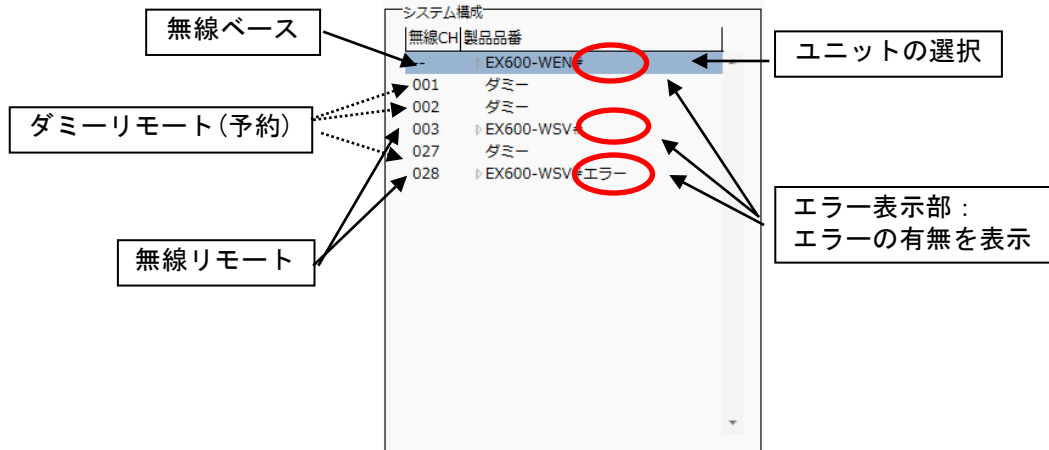 システム構成
無線ベース
無線CH 製品品番
ユニットの選択
-- EX600-WEN#
001 ダミー
002 ダミー
ダミーリモート(予約)
003 EX600-WSV#
027 ダミー
028 EX600-WSV#エラー
エラー表示部:
エラーの有無を表示
無線リモート